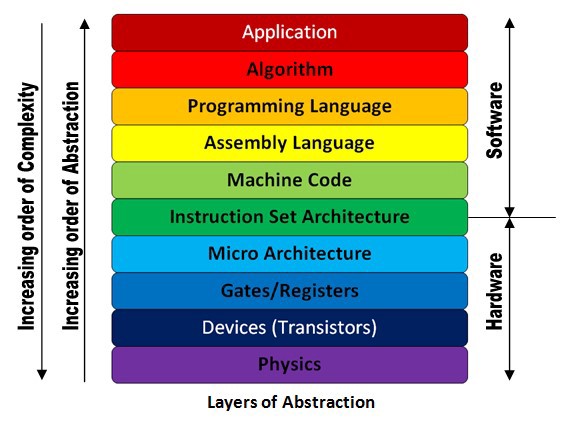 Application
Algorithm
Programming Language
Assembly Language
Machine Code
Instruction Set Architecture
Micro Architecture
Gates/Registers
Devices (Transistors)
Physics
Increasing order of Complexity
Increasing order of Abstraction
Software
Hardware
Layers of Abstraction